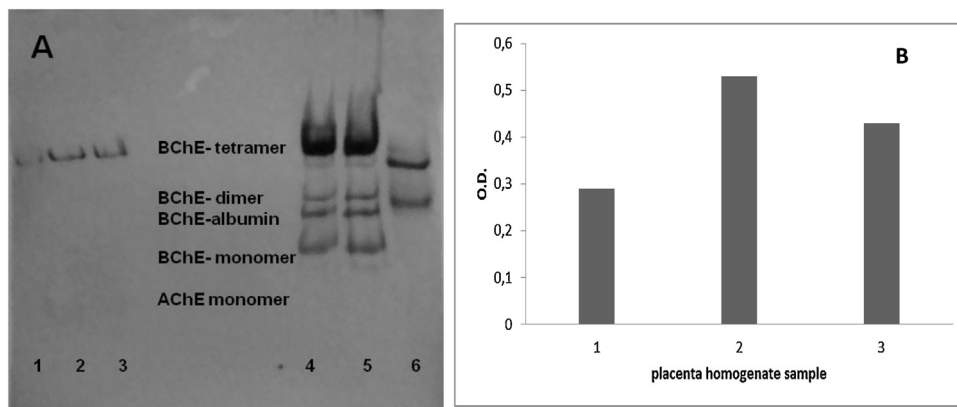 A
BChE- tetramer
BChE- dimer
BChE-albumin
BChE- monomer
AChE monomer
1 2 3 4 5 6
B
0,6
0,5
0,4
0,3
0,2
0,1
0
O.D.
1 2 3
placenta homogenate sample